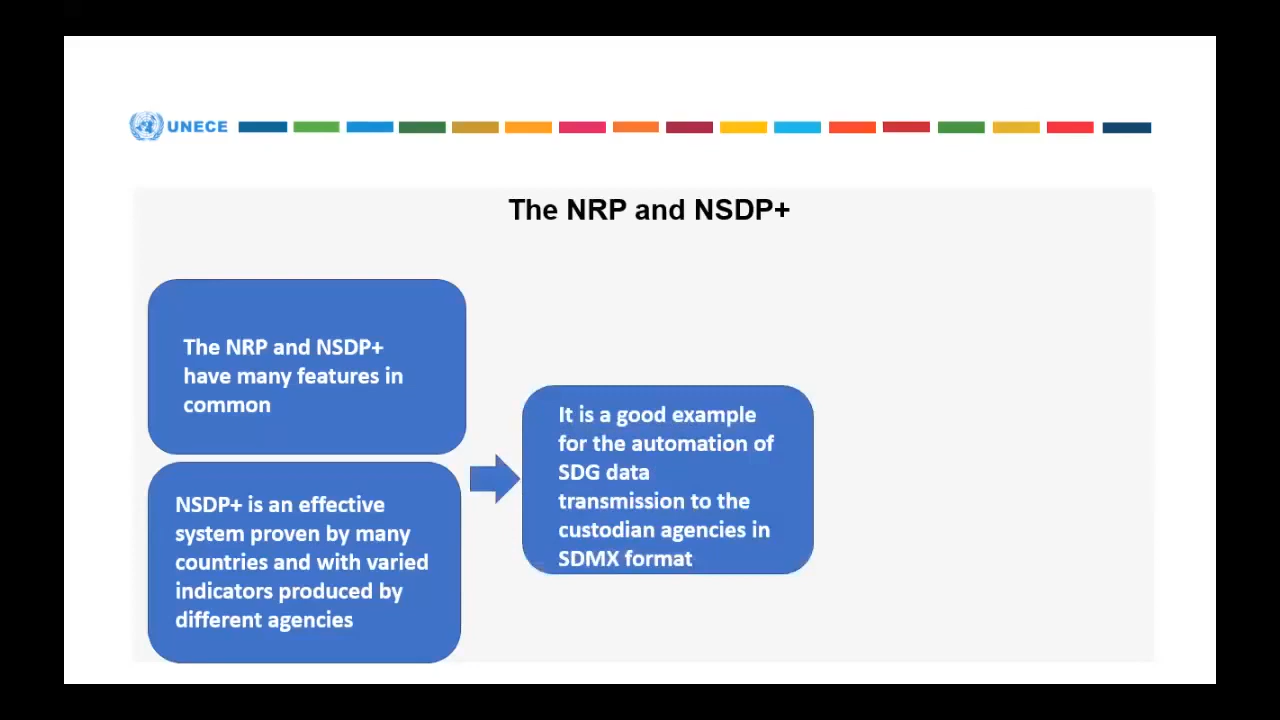 UNECE
The NRP and NSDP+
The NRP and NSDP+
have many features in
common
NSDP+ is an effective
system proven by many
countries and with varied
indicators produced by
different agencies
It is a good example
for the automation of
SDG data
transmission to the
custodian agencies in
SDMX format